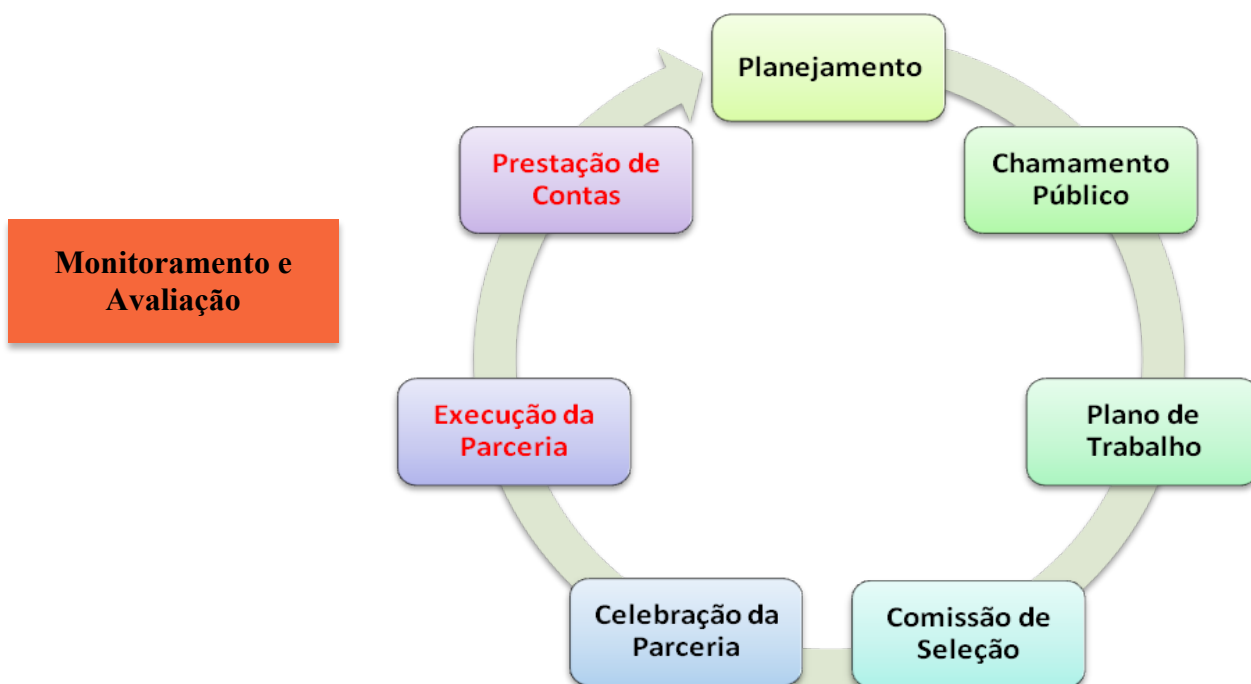 Planejamento
Chamamento
Público
Plano de
Trabalho
Comissão de
Seleção
Celebração da
Parceria
Execução da
Parceria
Prestação de
Contas
Monitoramento e
Avaliação